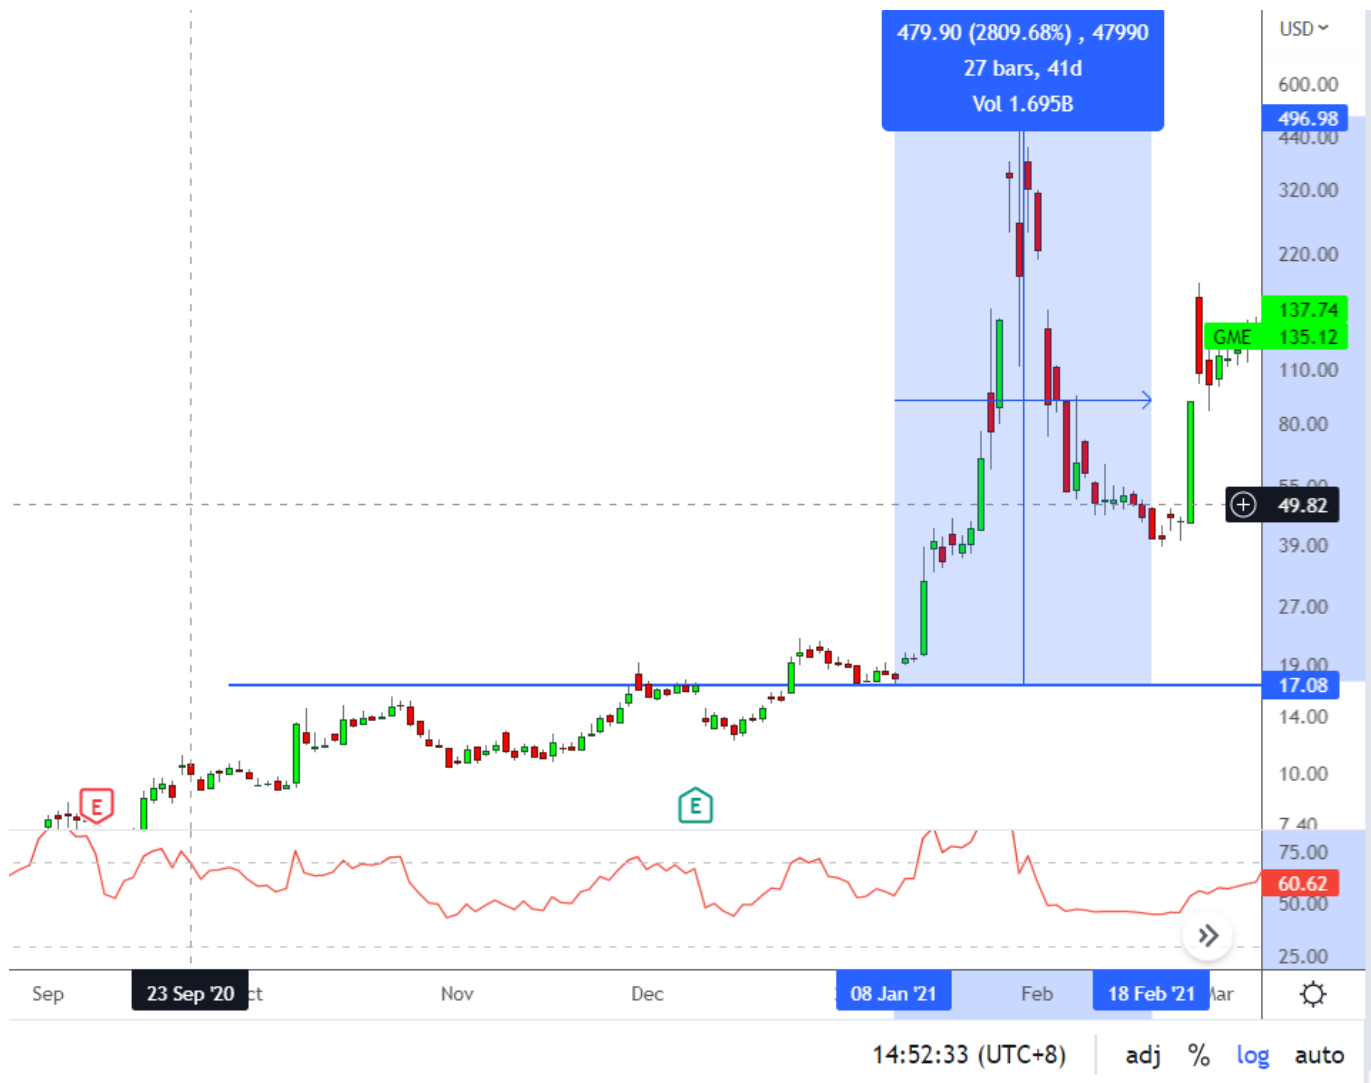 479.90 (2809.68%) , 47990
27 bars, 41d
Vol 1.695B
USD
600.00
496.98
440.00
320.00
220.00
137.74
GME 135.12
110.00
80.00
55.00
49.82
39.00
27.00
19.00
17.08
14.00
10.00
7.40
E
E
75.00
60.62
50.00
25.00
Sep 23 Sep '20 ct Nov Dec 08 Jan '21 Feb 18 Feb '21 Mar
14:52:33 (UTC+8) adj % log auto